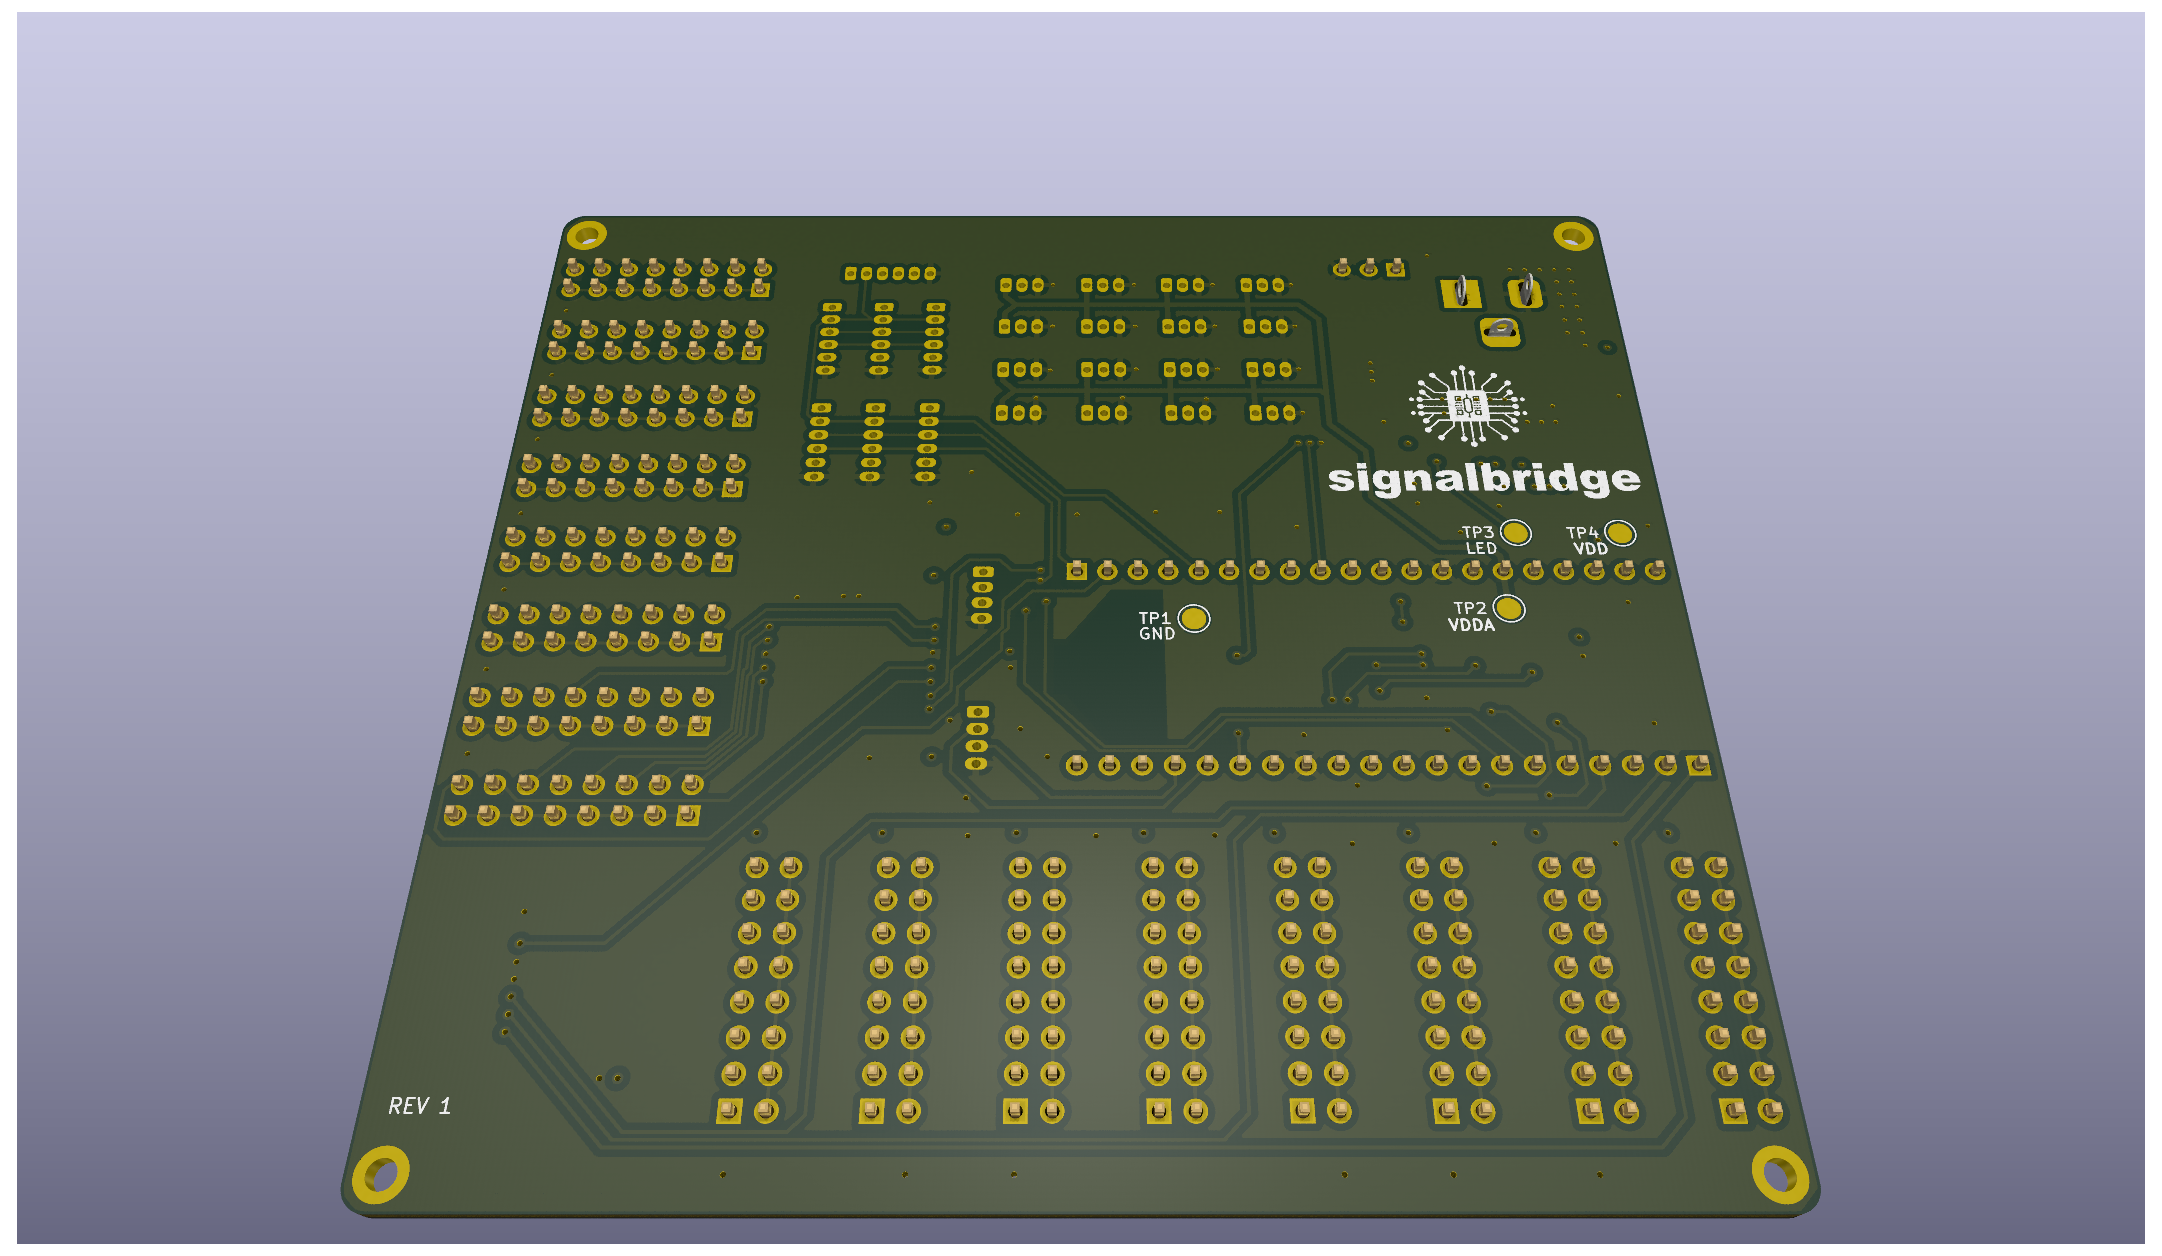 signalbridge
TP3
LED
TP4
VDD
TP1
GND
TP2
VDDA
REV 1